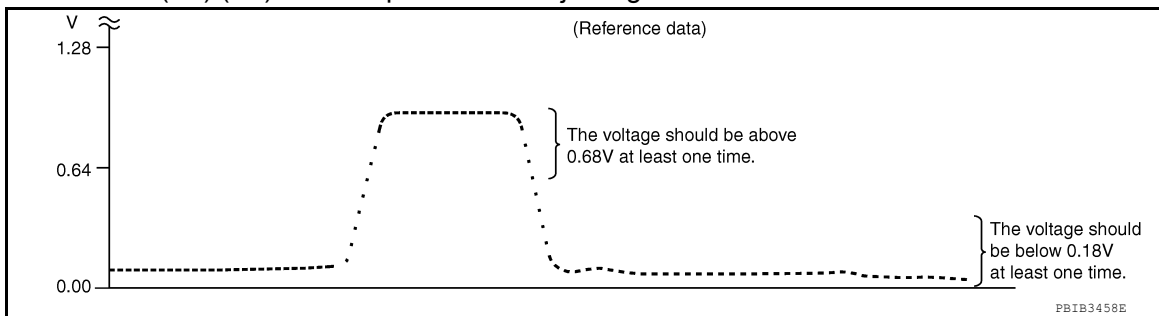 V
(Reference data)
1.28
The voltage should be above
0.68V at least one time.
0.64
The voltage should
be below 0.18V
at least one time.
0.00
PBIB3458E